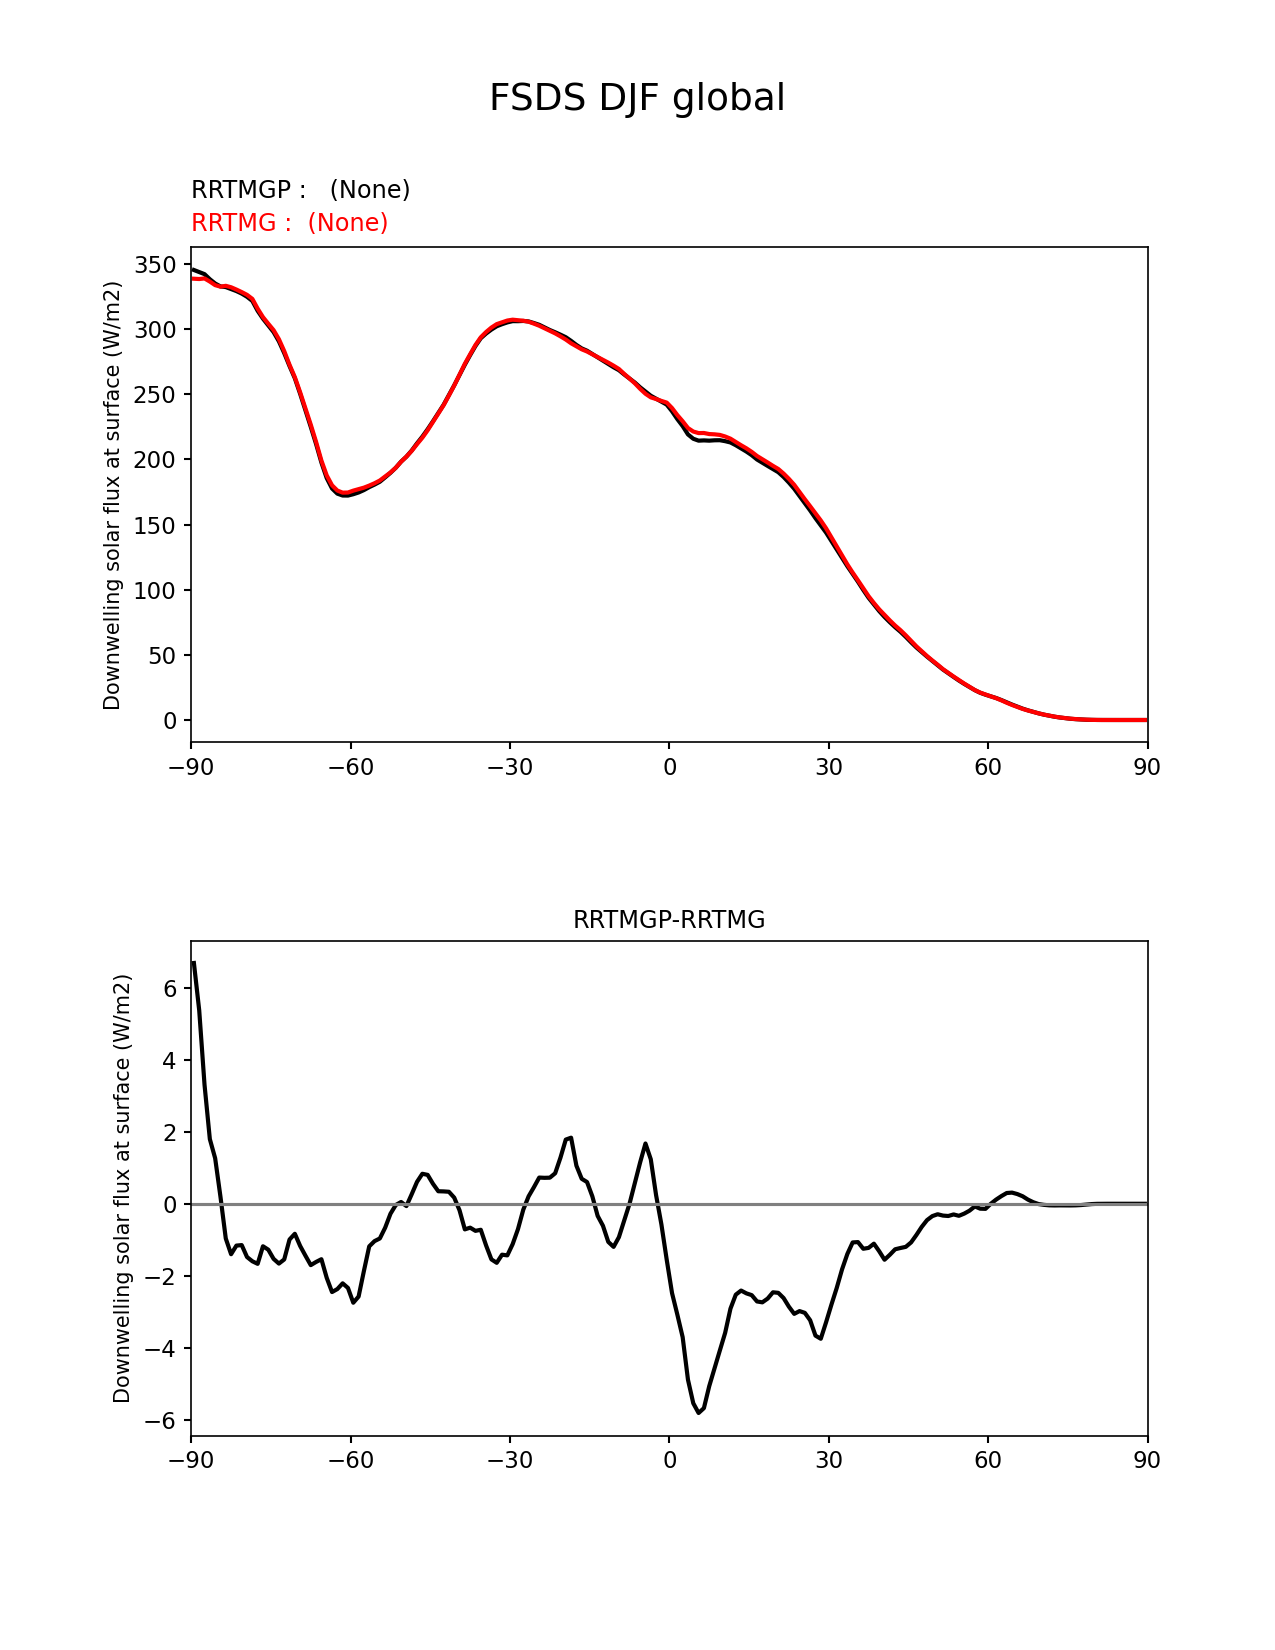 FSDS DJF global
RRTMGP :   (None)
RRTMG :  (None)
Downwelling solar flux at surface (W/m2)
350
300
250
200
150
100
50
0
−90 −60 −30 0 30 60 90
RRTMGP-RRTMG
Downwelling solar flux at surface (W/m2)
6
4
2
0
−2
−4
−6
−90 −60 −30 0 30 60 90